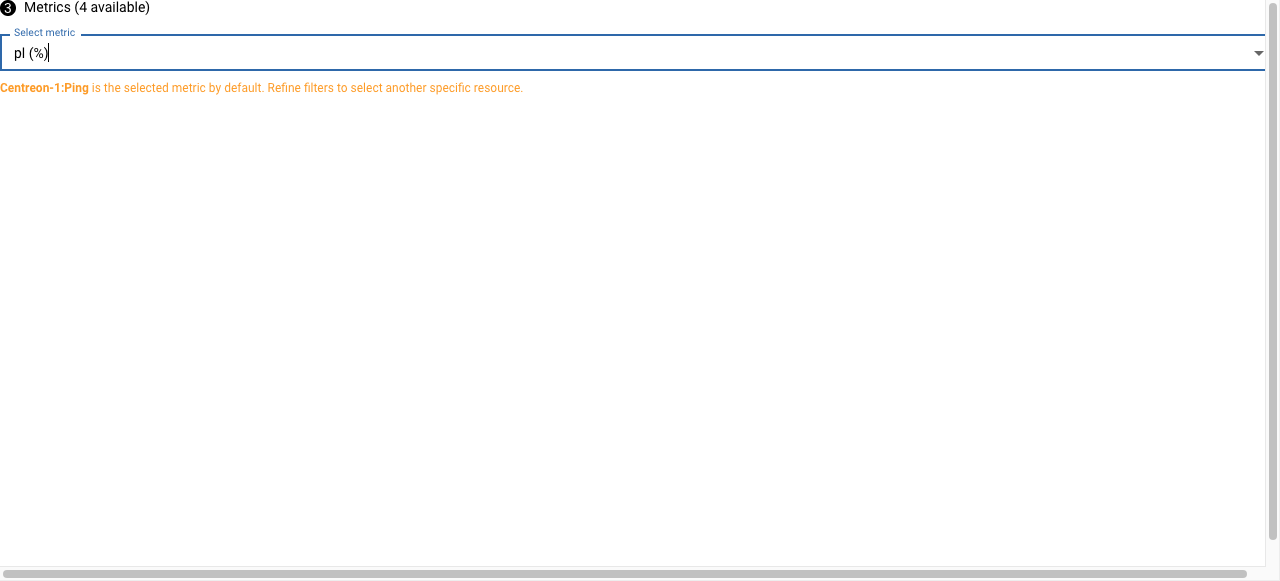 3 Metrics (4 available)
Select metric
pl (%)
Centreon-1:Ping is the selected metric by default. Refine filters to select another specific resource.